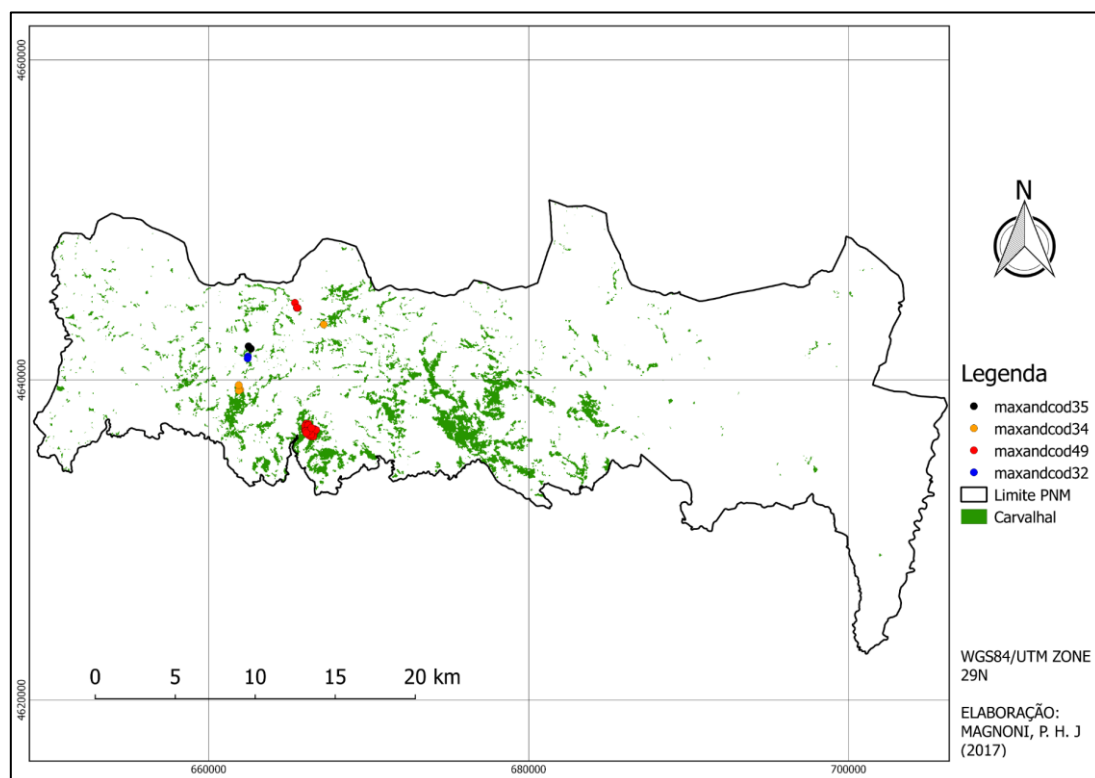 4660000
4640000
4620000
660000
680000
700000
0 5 10 15 20 km
N
Legenda
maxandcod35
maxandcod34
maxandcod49
maxandcod32
Limite PNM
Carvalhal
WGS84/UTM ZONE
29N
ELABORAÇÃO:
MAGNONI, P. H. J
(2017)